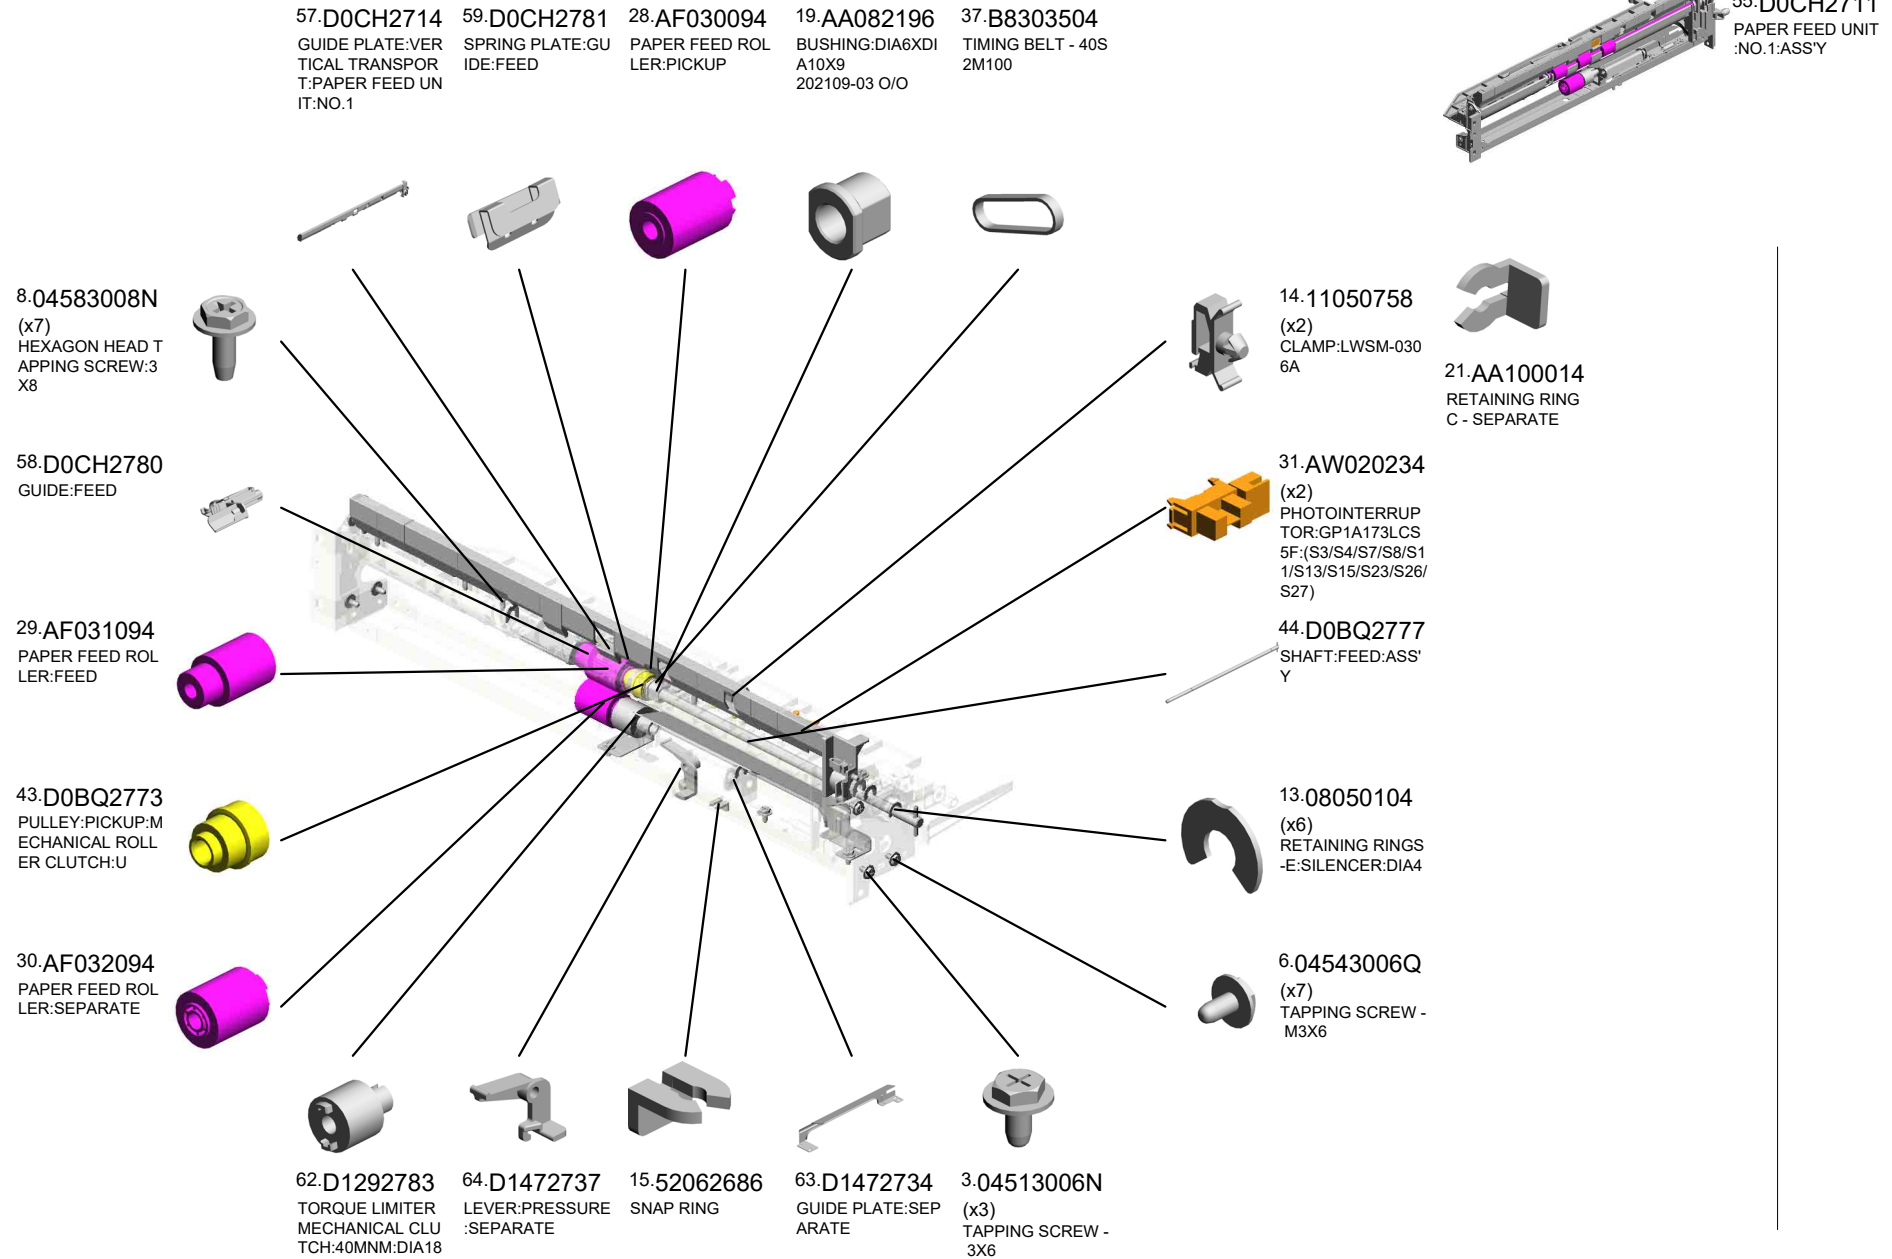 57.D0CH2714
GUIDE PLATE:VER
TICAL TRANSPOR
T:PAPER FEED UN
IT:NO.1
59.D0CH2781
SPRING PLATE:GU
IDE:FEED
28.AF030094
PAPER FEED ROL
LER:PICKUP
19.AA082196
BUSHING:DIA6XDI
A10X9
202109-03 O/O
37.B8303504
TIMING BELT - 40S
2M100
55.D0CH2711
PAPER FEED UNIT
:NO.1:ASS'Y
8.04583008N
(x7)
HEXAGON HEAD T
APPING SCREW:3
X8
14.11050758
(x2)
CLAMP:LWSM-030
6A
21.AA100014
RETAINING RING
C - SEPARATE
58.D0CH2780
GUIDE:FEED
31.AW020234
(x2)
PHOTOINTERRUP
TOR:GP1A173LCS
5F:(S3/S4/S7/S8/S1
1/S13/S15/S23/S26/
S27)
29.AF031094
PAPER FEED ROL
LER:FEED
44.D0BQ2777
SHAFT:FEED:ASS'
Y
43.D0BQ2773
PULLEY:PICKUP:M
ECHANICAL ROLL
ER CLUTCH:U
13.08050104
(x6)
RETAINING RINGS
-E:SILENCER:DIA4
30.AF032094
PAPER FEED ROL
LER:SEPARATE
6.04543006Q
(x7)
TAPPING SCREW -
M3X6
62.D1292783
TORQUE LIMITER
MECHANICAL CLU
TCH:40MNM:DIA18
64.D1472737
LEVER:PRESSURE
:SEPARATE
15.52062686
SNAP RING
63.D1472734
GUIDE PLATE:SEP
ARATE
3.04513006N
(x3)
TAPPING SCREW -
3X6